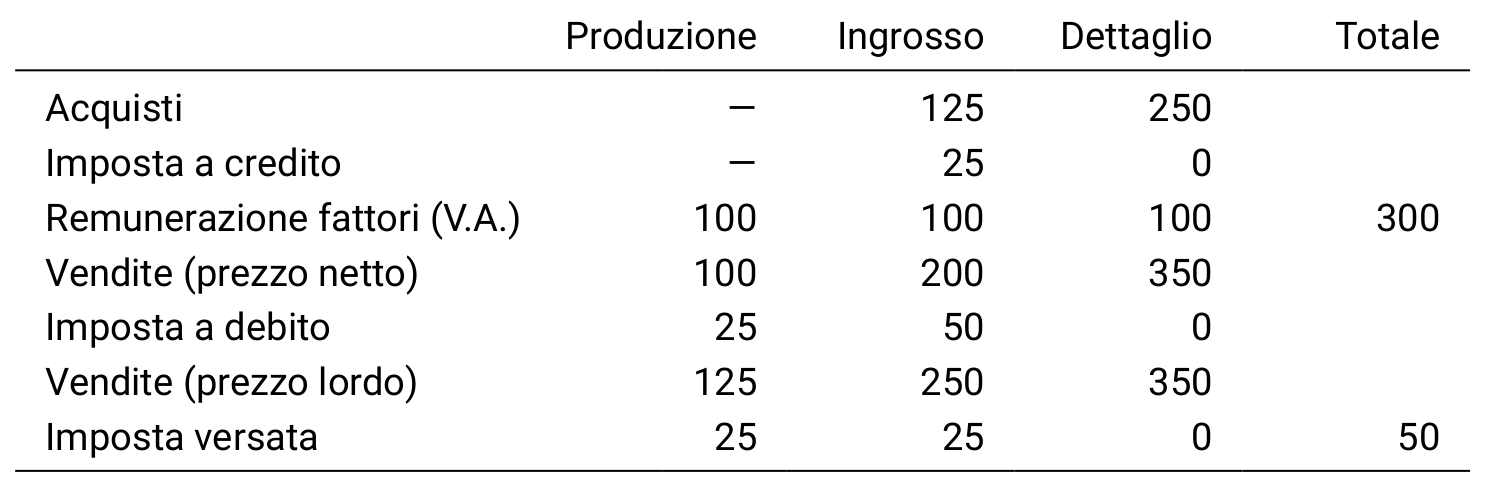 Produzione Ingrosso Dettaglio Totale
Acquisti — 125 250
Imposta a credito — 25 0
Remunerazione fattori (V.A.) 100 100 100 300
Vendite (prezzo netto) 100 200 350
Imposta a debito 25 50 0
Vendite (prezzo lordo) 125 250 350
Imposta versata 25 25 0 50